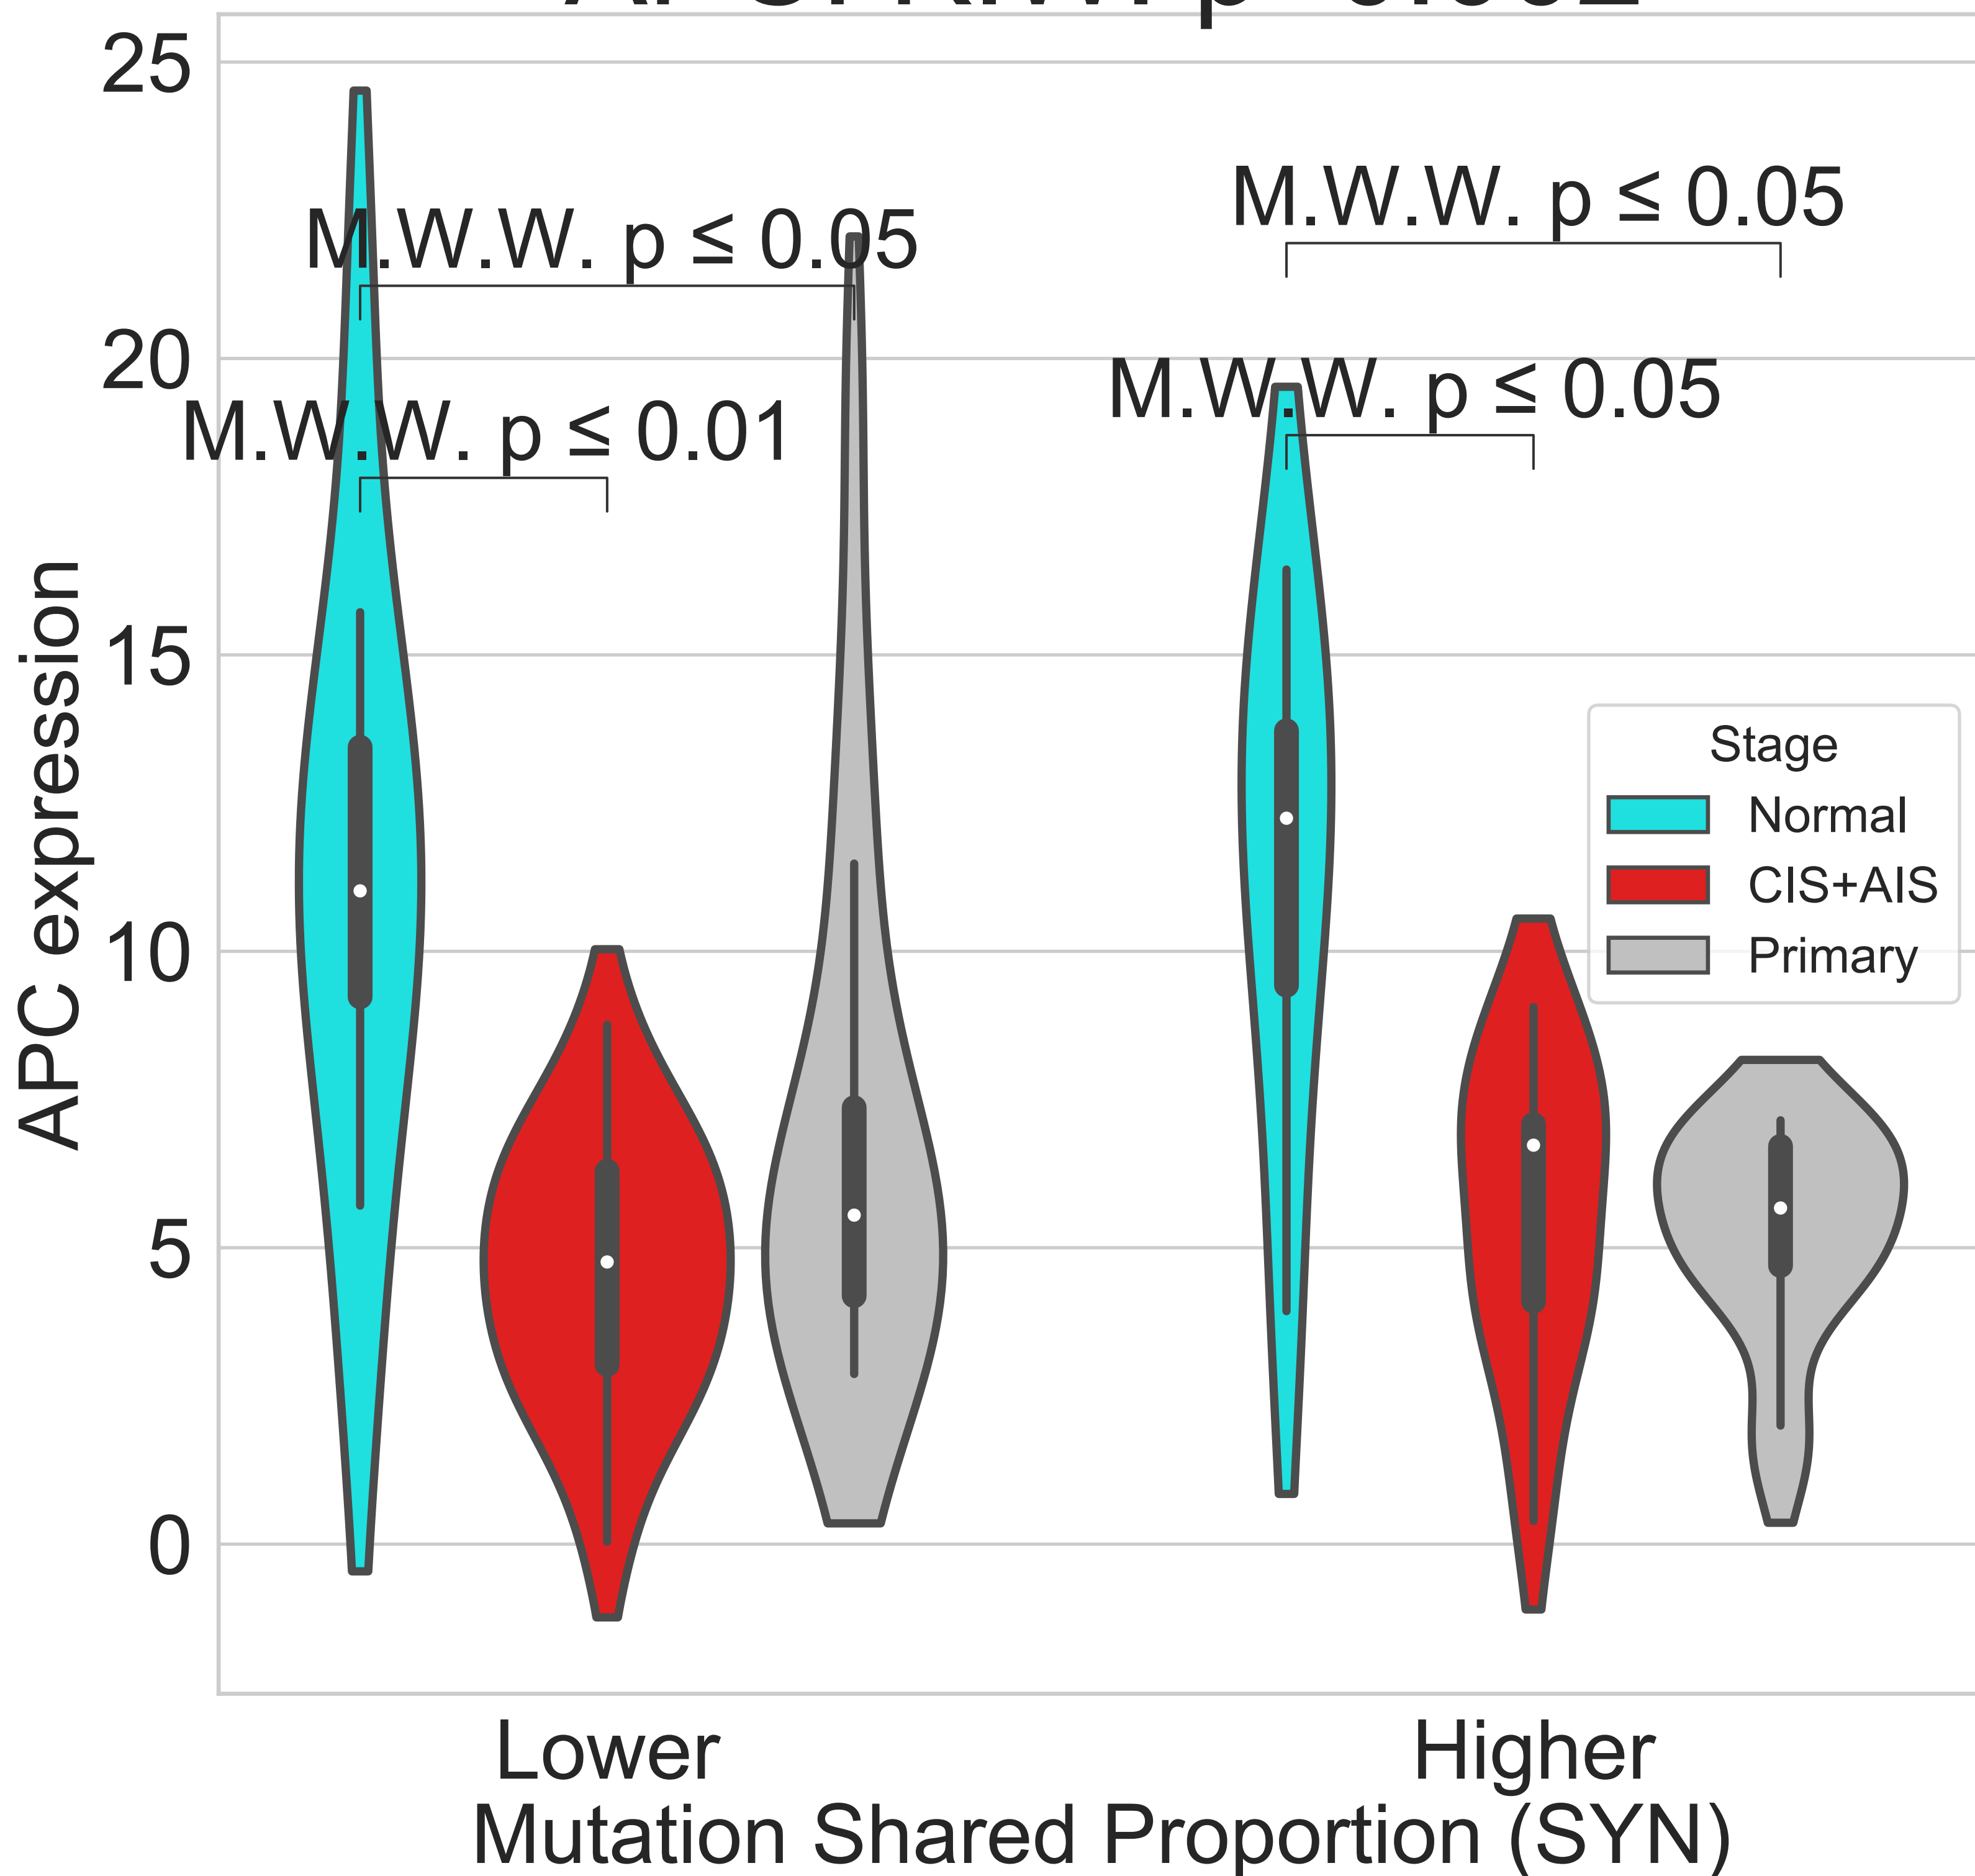 25
M.W.W. p ≤ 0.05
M.W.W. p ≤ 0.05
20
M.W.W. p ≤ 0.05
M.W.W. p ≤ 0.01
15
Stage
Normal
CIS+AIS
Primary
10
5
0
APC expression
Lower
Higher
Mutation Shared Proportion (SYN)